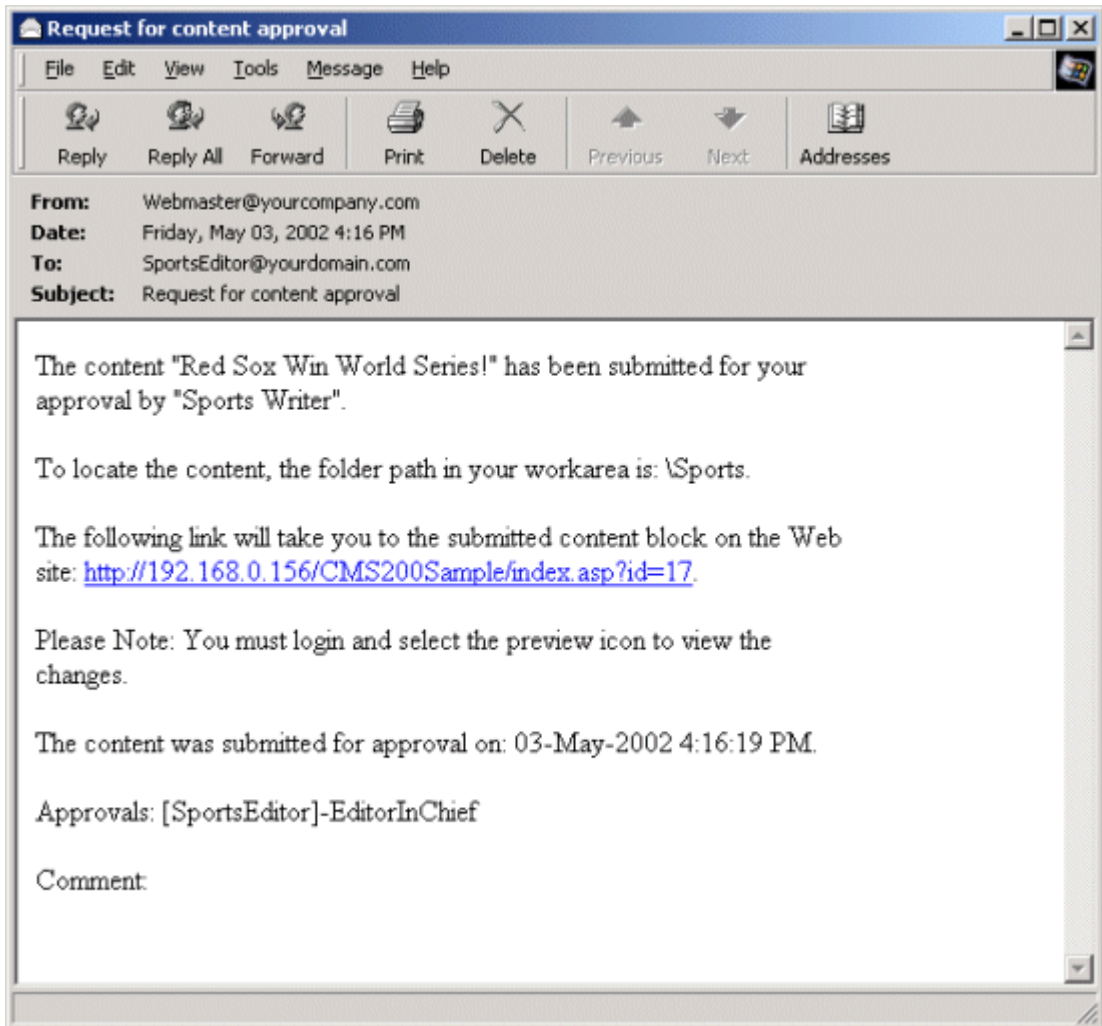 Request for content approval
File Edit View Tools Message Help
Reply Reply All Forward Print Delete Previous Next Addresses
From: Webmaster@yourcompany.com
Date: Friday, May 03, 2002 4:16 PM
To: SportsEditor@yourdomain.com
Subject: Request for content approval
The content "Red Sox Win World Series!" has been submitted for your
approval by "Sports Writer".
To locate the content, the folder path in your workarea is: \Sports.
The following link will take you to the submitted content block on the Web
site: http://192.168.0.156/CMS200Sample/index.asp?id=17.
Please Note: You must login and select the preview icon to view the
changes.
The content was submitted for approval on: 03-May-2002 4:16:19 PM.
Approvals: [SportsEditor]-EditorInChief
Comment: